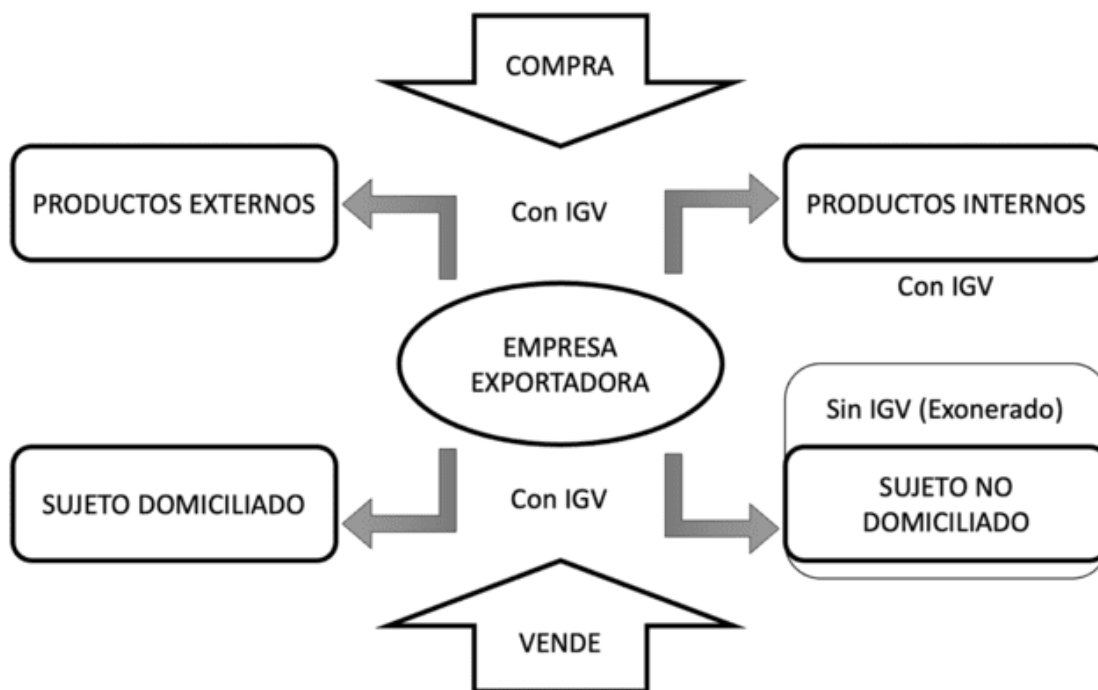 COMPRA
PRODUCTOS EXTERNOS
Con IGV
PRODUCTOS INTERNOS
Con IGV
EMPRESA
EXPORTADORA
Sin IGV (Exonerado)
SUJETO DOMICILIADO
Con IGV
SUJETO NO
DOMICILIADO
VENDE